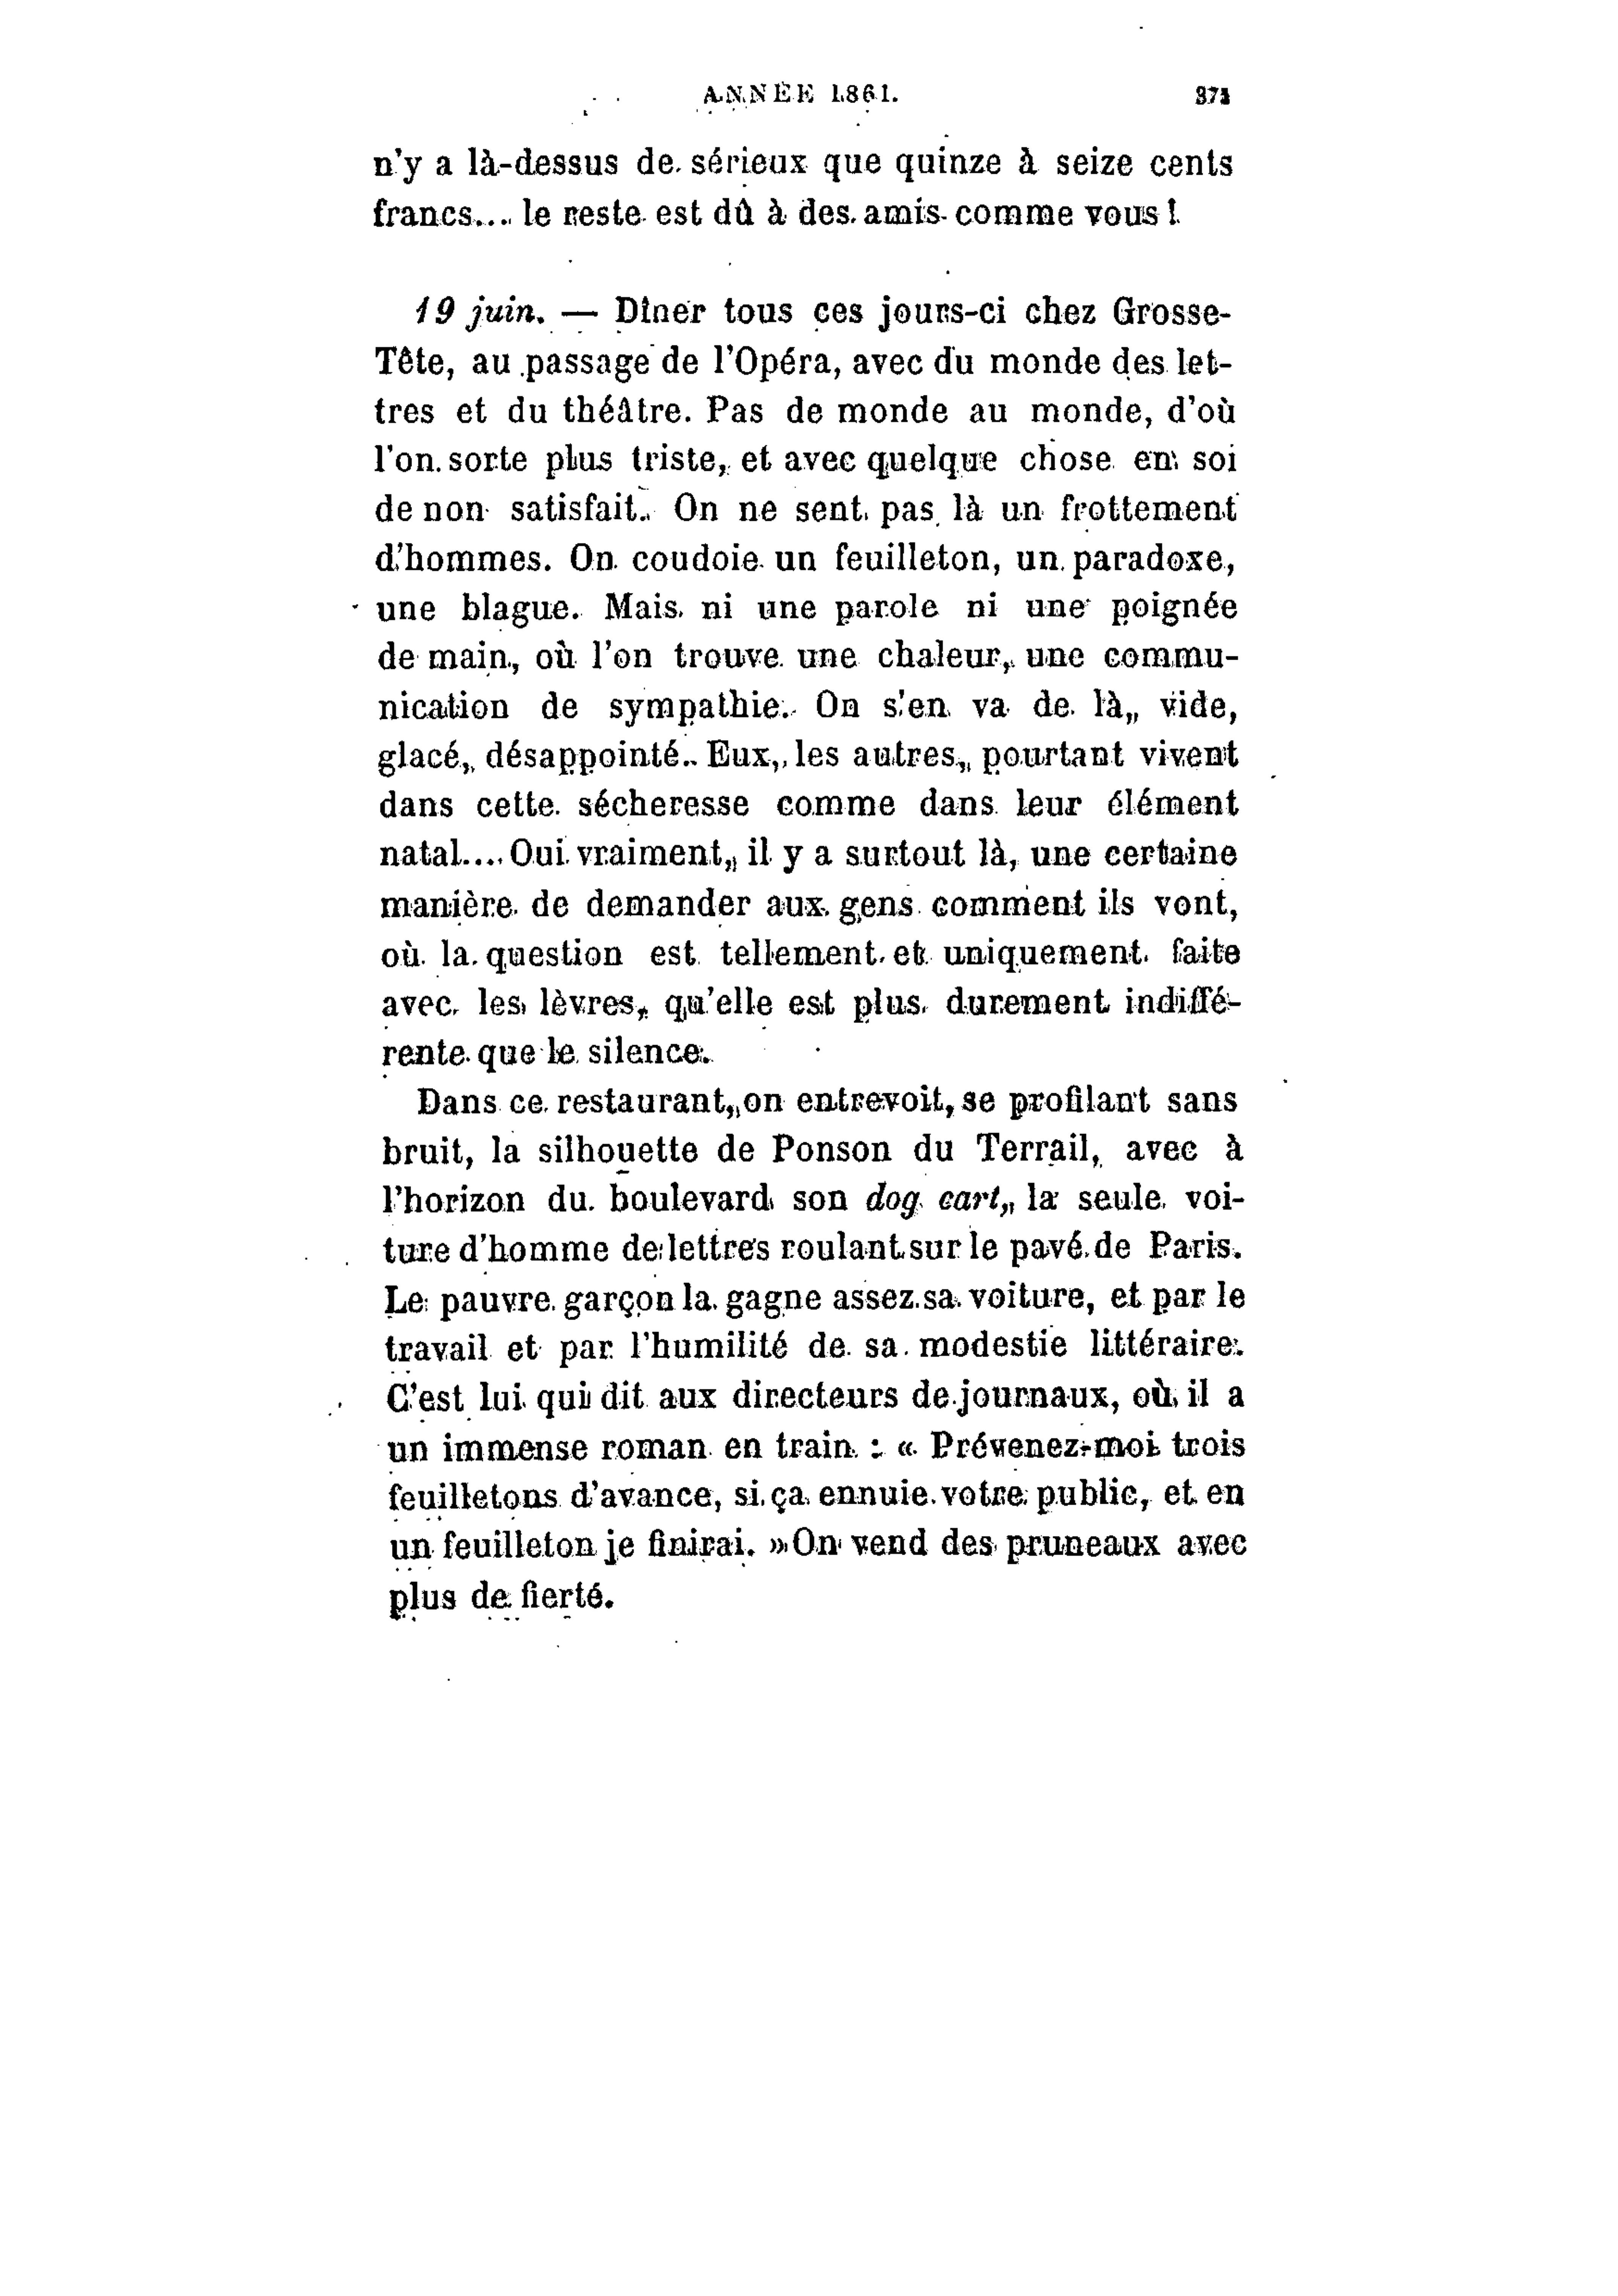 ANNÉE 1861. 371
n'y a là-dessus de sérieux que quinze à seize cents
francs... le reste est dû à des amis comme vous !
19 juin. — Dîner tous ces jours-ci chez Grosse-
Tête, au passage de l'Opéra, avec du monde des let-
tres et du théâtre. Pas de monde au monde, d'où
l'on sorte plus triste, et avec quelque chose en soi
de non satisfait. On ne sent pas là un frottement
d'hommes. On coudoie un feuilleton, un paradoxe,
une blague. Mais ni une parole ni une poignée
de main, où l'on trouve une chaleur, une commu-
nication de sympathie. On s'en va de là, vide,
glacé, désappointé. Eux, les autres, pourtant vivent
dans cette sécheresse comme dans leur élément
natal... Oui vraiment, il y a surtout là, une certaine
manière de demander aux gens comment ils vont,
où la question est tellement et uniquement faite
avec les lèvres, qu'elle est plus durement indiffé-
rente que le silence.
Dans ce restaurant, on entrevoit, se profilant sans
bruit, la silhouette de Ponson du Terrail, avec à
l'horizon du boulevard son dog cart, la seule voi-
ture d'homme de lettres roulant sur le pavé de Paris.
Le pauvre garçon la gagne assez sa voiture, et par le
travail et par l'humilité de sa modestie littéraire.
C'est lui qui dit aux directeurs de journaux, où il a
un immense roman en train : « Prévenez-moi trois
feuilletons d'avance, si ça ennuie votre public, et en
un feuilleton je finirai. » On vend des pruneaux avec
plus de fierté.